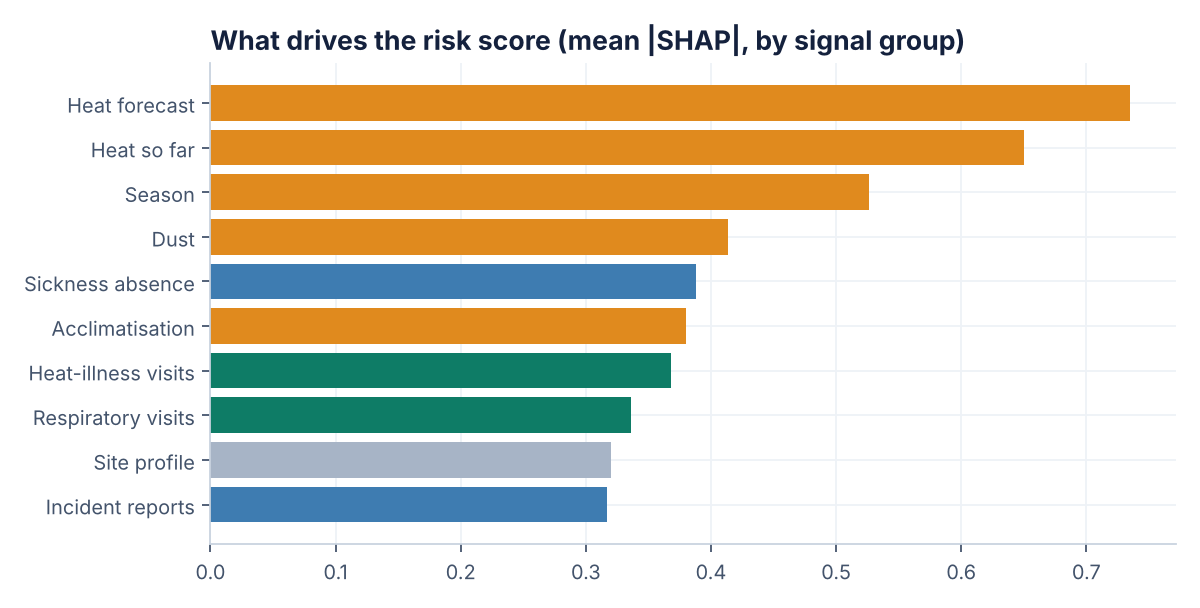 What drives the risk score (mean |SHAP|, by signal group)
Heat forecast
Heat so far
Season
Dust
Sickness absence
Acclimatisation
Heat-illness visits
Respiratory visits
Site profile
Incident reports
0.0 0.1 0.2 0.3 0.4 0.5 0.6 0.7